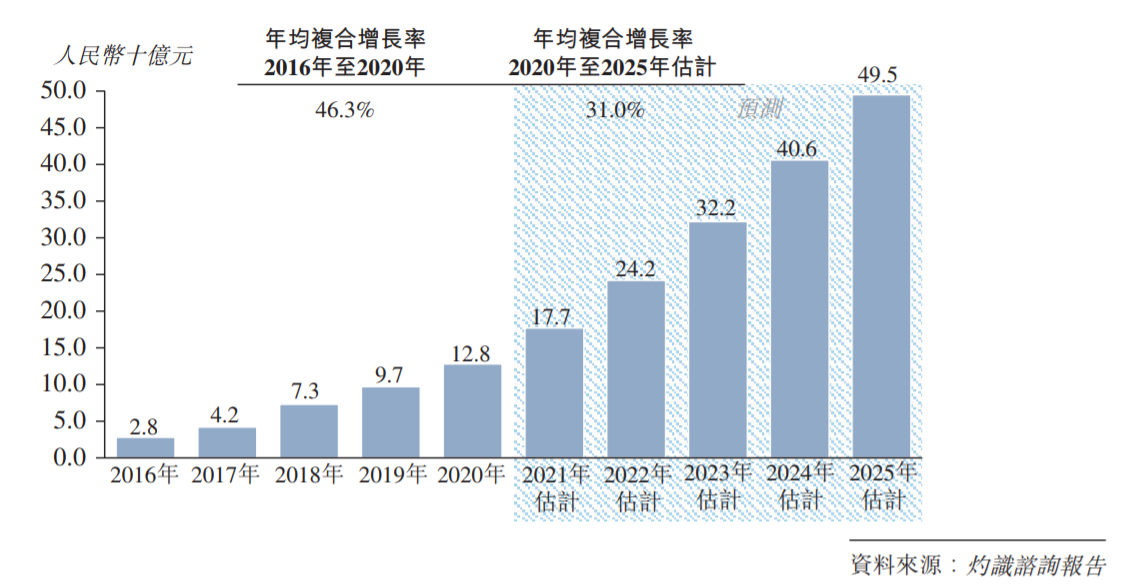 人民幣十億元
年均複合增長率
2016年至2020年
年均複合增長率
2020年至2025年估計
46.3%
31.0%
預測
50.0
45.0
40.0
35.0
30.0
25.0
20.0
15.0
10.0
5.0
0.0
2.8
4.2
7.3
9.7
12.8
17.7
24.2
32.2
40.6
49.5
2016年
2017年
2018年
2019年
2020年
2021年
估計
2022年
估計
2023年
估計
2024年
估計
2025年
估計
資料來源：灼識諮詢報告